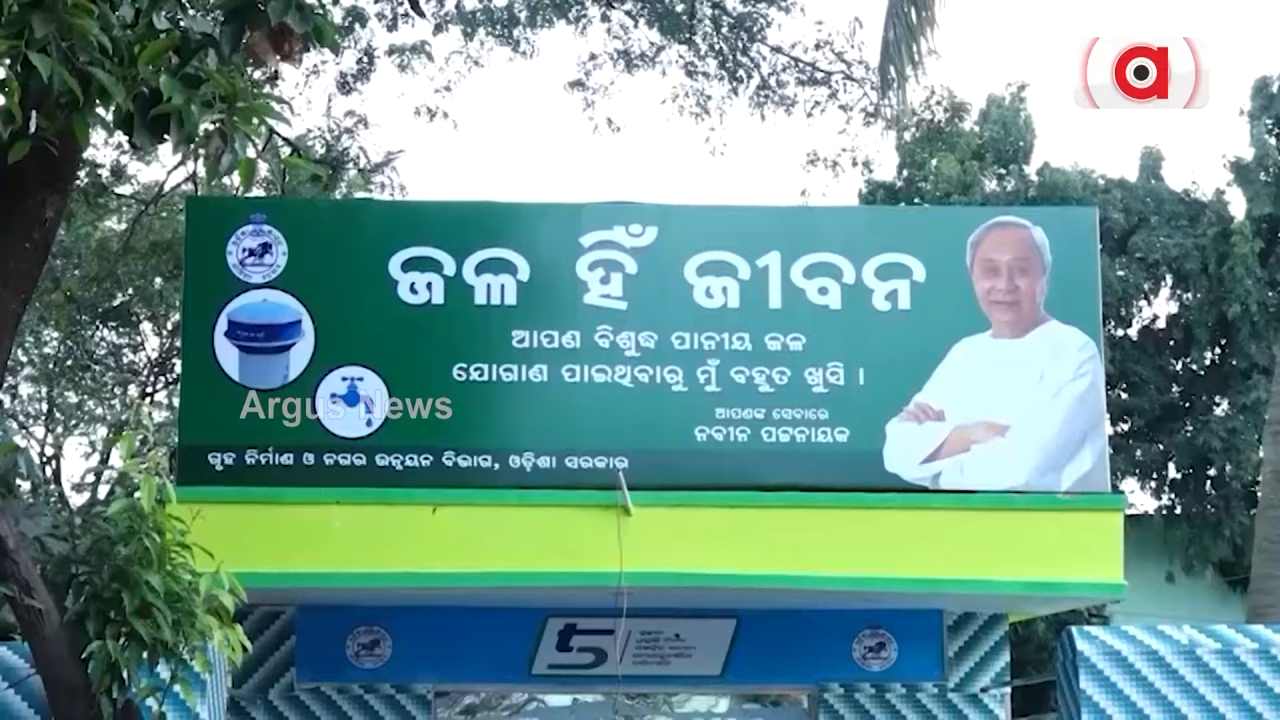 ଜଳ ହିଁ ଜୀବନ
ଆପଣ ବିଶୁଦ୍ଧ ପାନୀୟ ଜଳ
ଯୋଗାଣ ପାଇଥିବାରୁ ମୁଁ ବହୁତ ଖୁସି ।
ଆପଣଙ୍କ ସେବାରେ
ନବୀନ ପଟ୍ଟନାୟକ
Argus News
ଗୃହ ନିର୍ମାଣ ଓ ନଗର ଉନ୍ନୟନ ବିଭାଗ, ଓଡ଼ିଶା ସରକାର
a
5